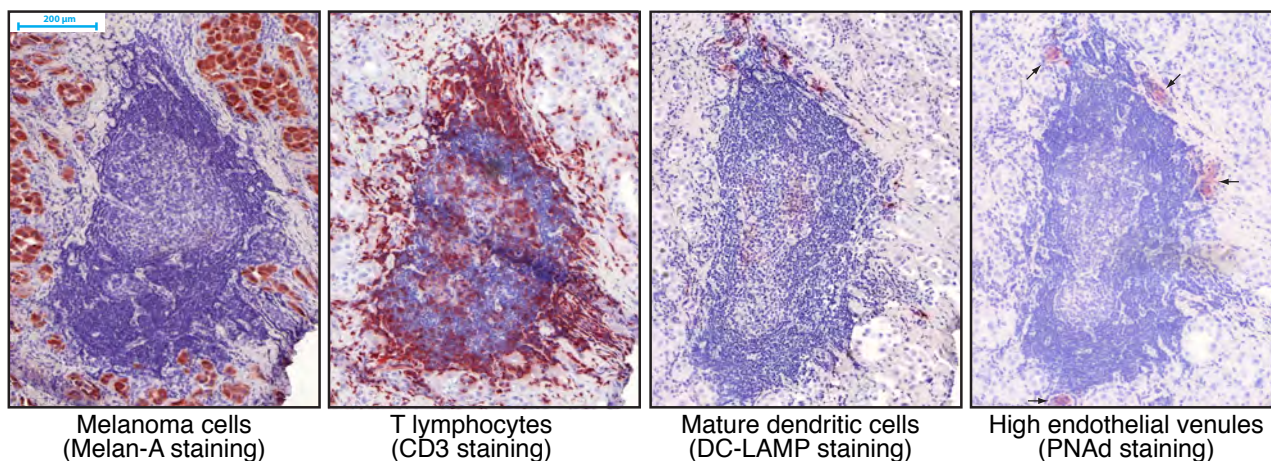 200 µm
Melanoma cells
(Melan-A staining)
T lymphocytes
(CD3 staining)
Mature dendritic cells
(DC-LAMP staining)
High endothelial venules
(PNAd staining)